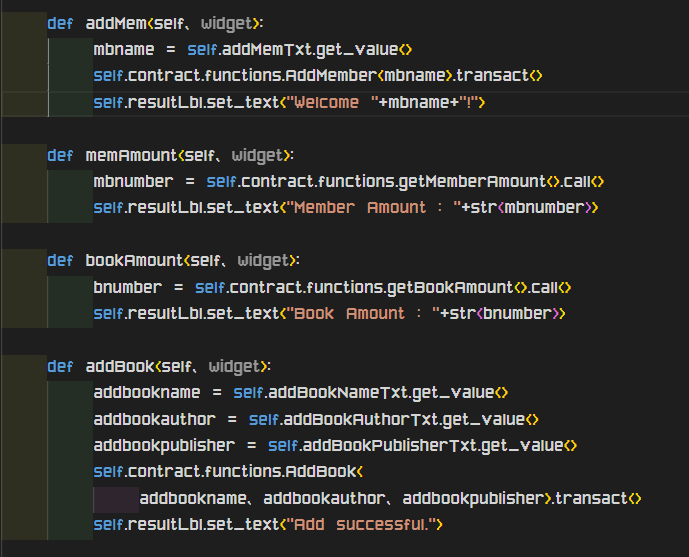 def addMem(self, widget):
mbname = self.addMemTxt.get_value()
self.contract.functions.AddMember(mbname).transact()
self.resultLbl.set_text("Welcome "+mbname+"!")
def memAmount(self, widget):
mbnumber = self.contract.functions.getMemberAmount().call()
self.resultLbl.set_text("Member Amount : "+str(mbnumber))
def bookAmount(self, widget):
bnumber = self.contract.functions.getBookAmount().call()
self.resultLbl.set_text("Book Amount : "+str(bnumber))
def addBook(self, widget):
addbookname = self.addBookNameTxt.get_value()
addbookauthor = self.addBookAuthorTxt.get_value()
addbookpublisher = self.addBookPublisherTxt.get_value()
self.contract.functions.AddBook(
addbookname, addbookauthor, addbookpublisher).transact()
self.resultLbl.set_text("Add successful.")